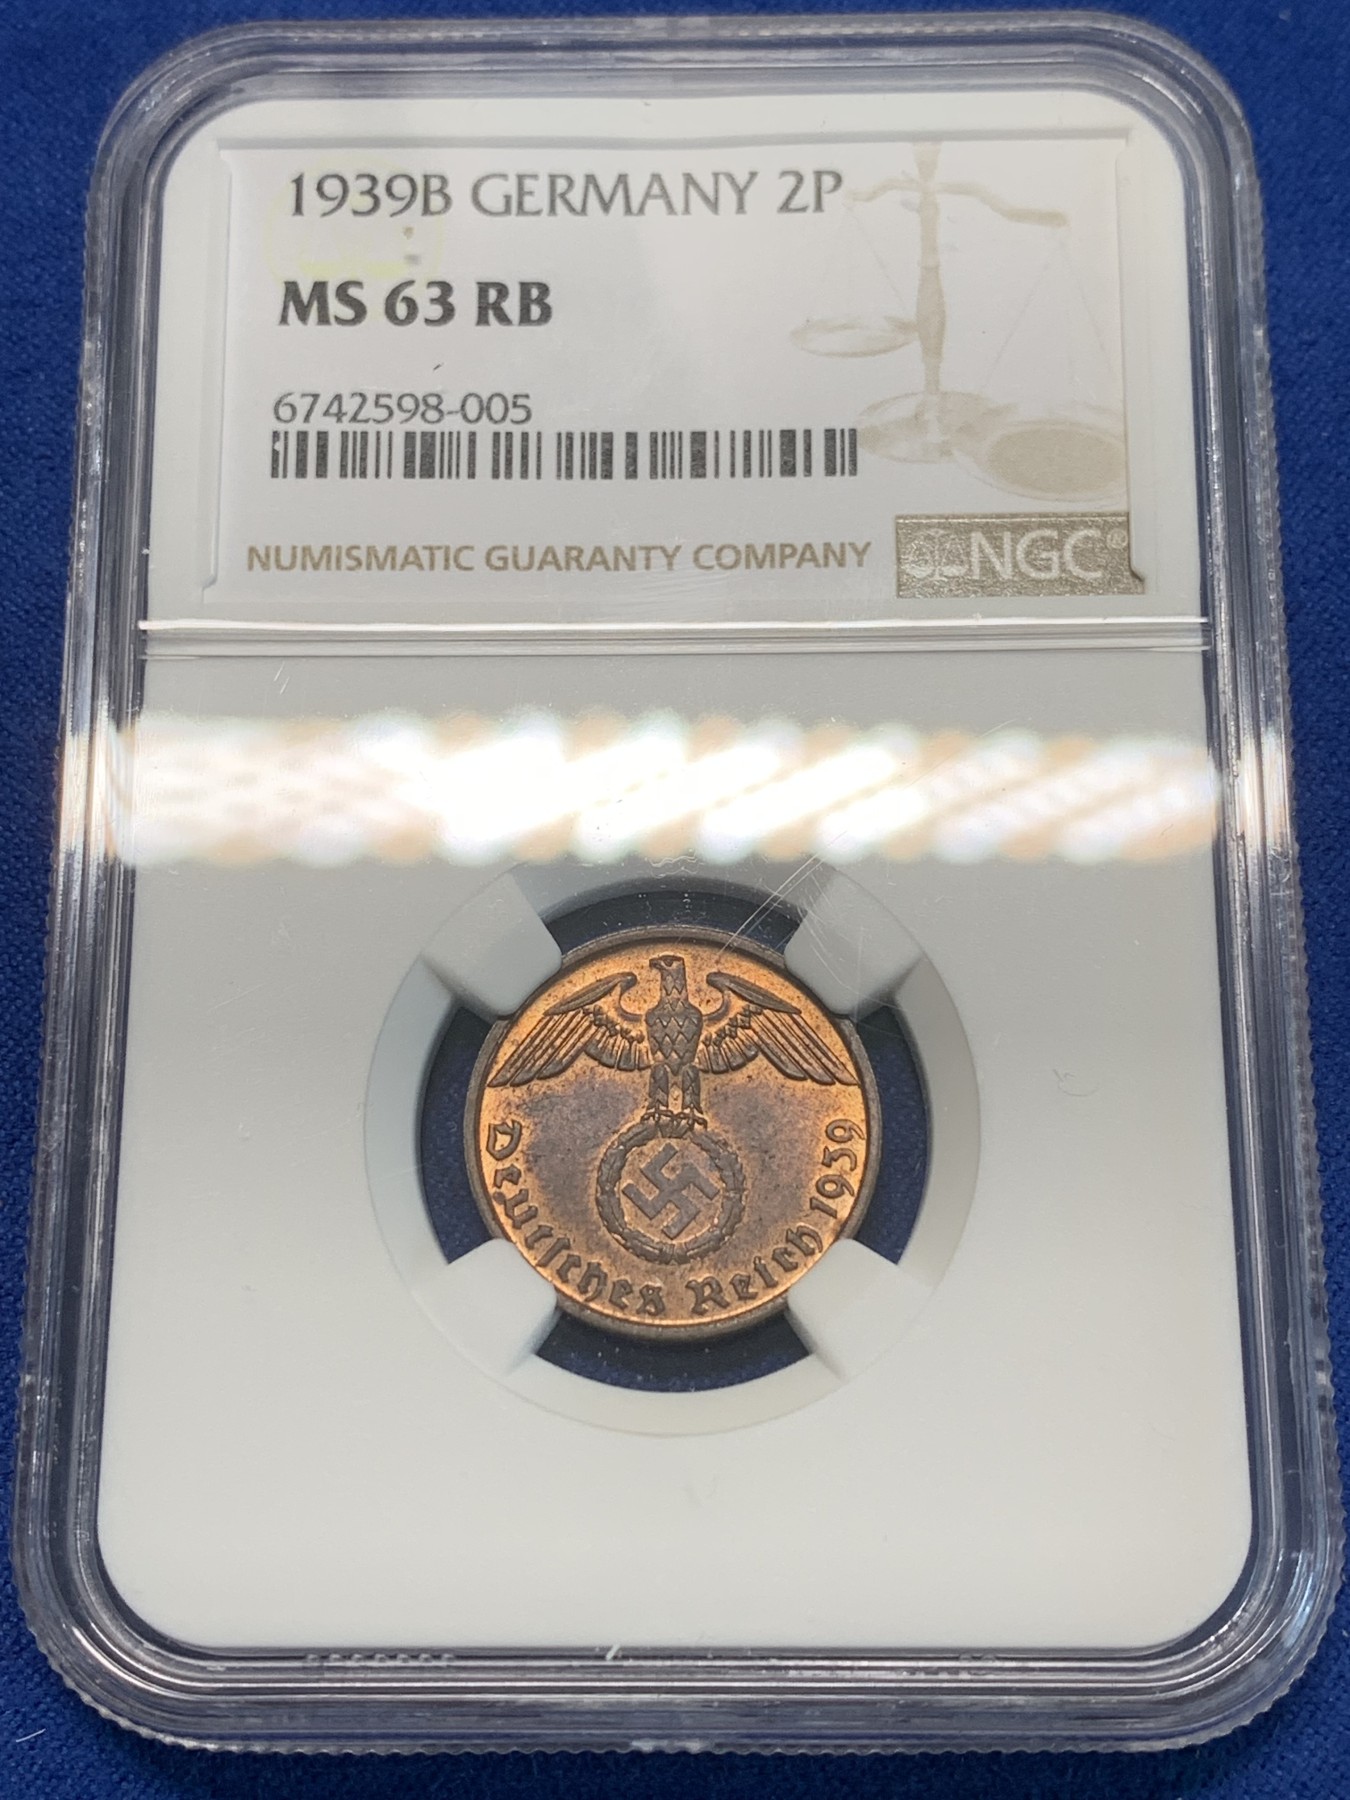 1939B GERMANY 2P
MS 63 RB
6742598-005
NUMISMATIC GUARANTY COMPANY
NGC®
Deutsches Reich 1939